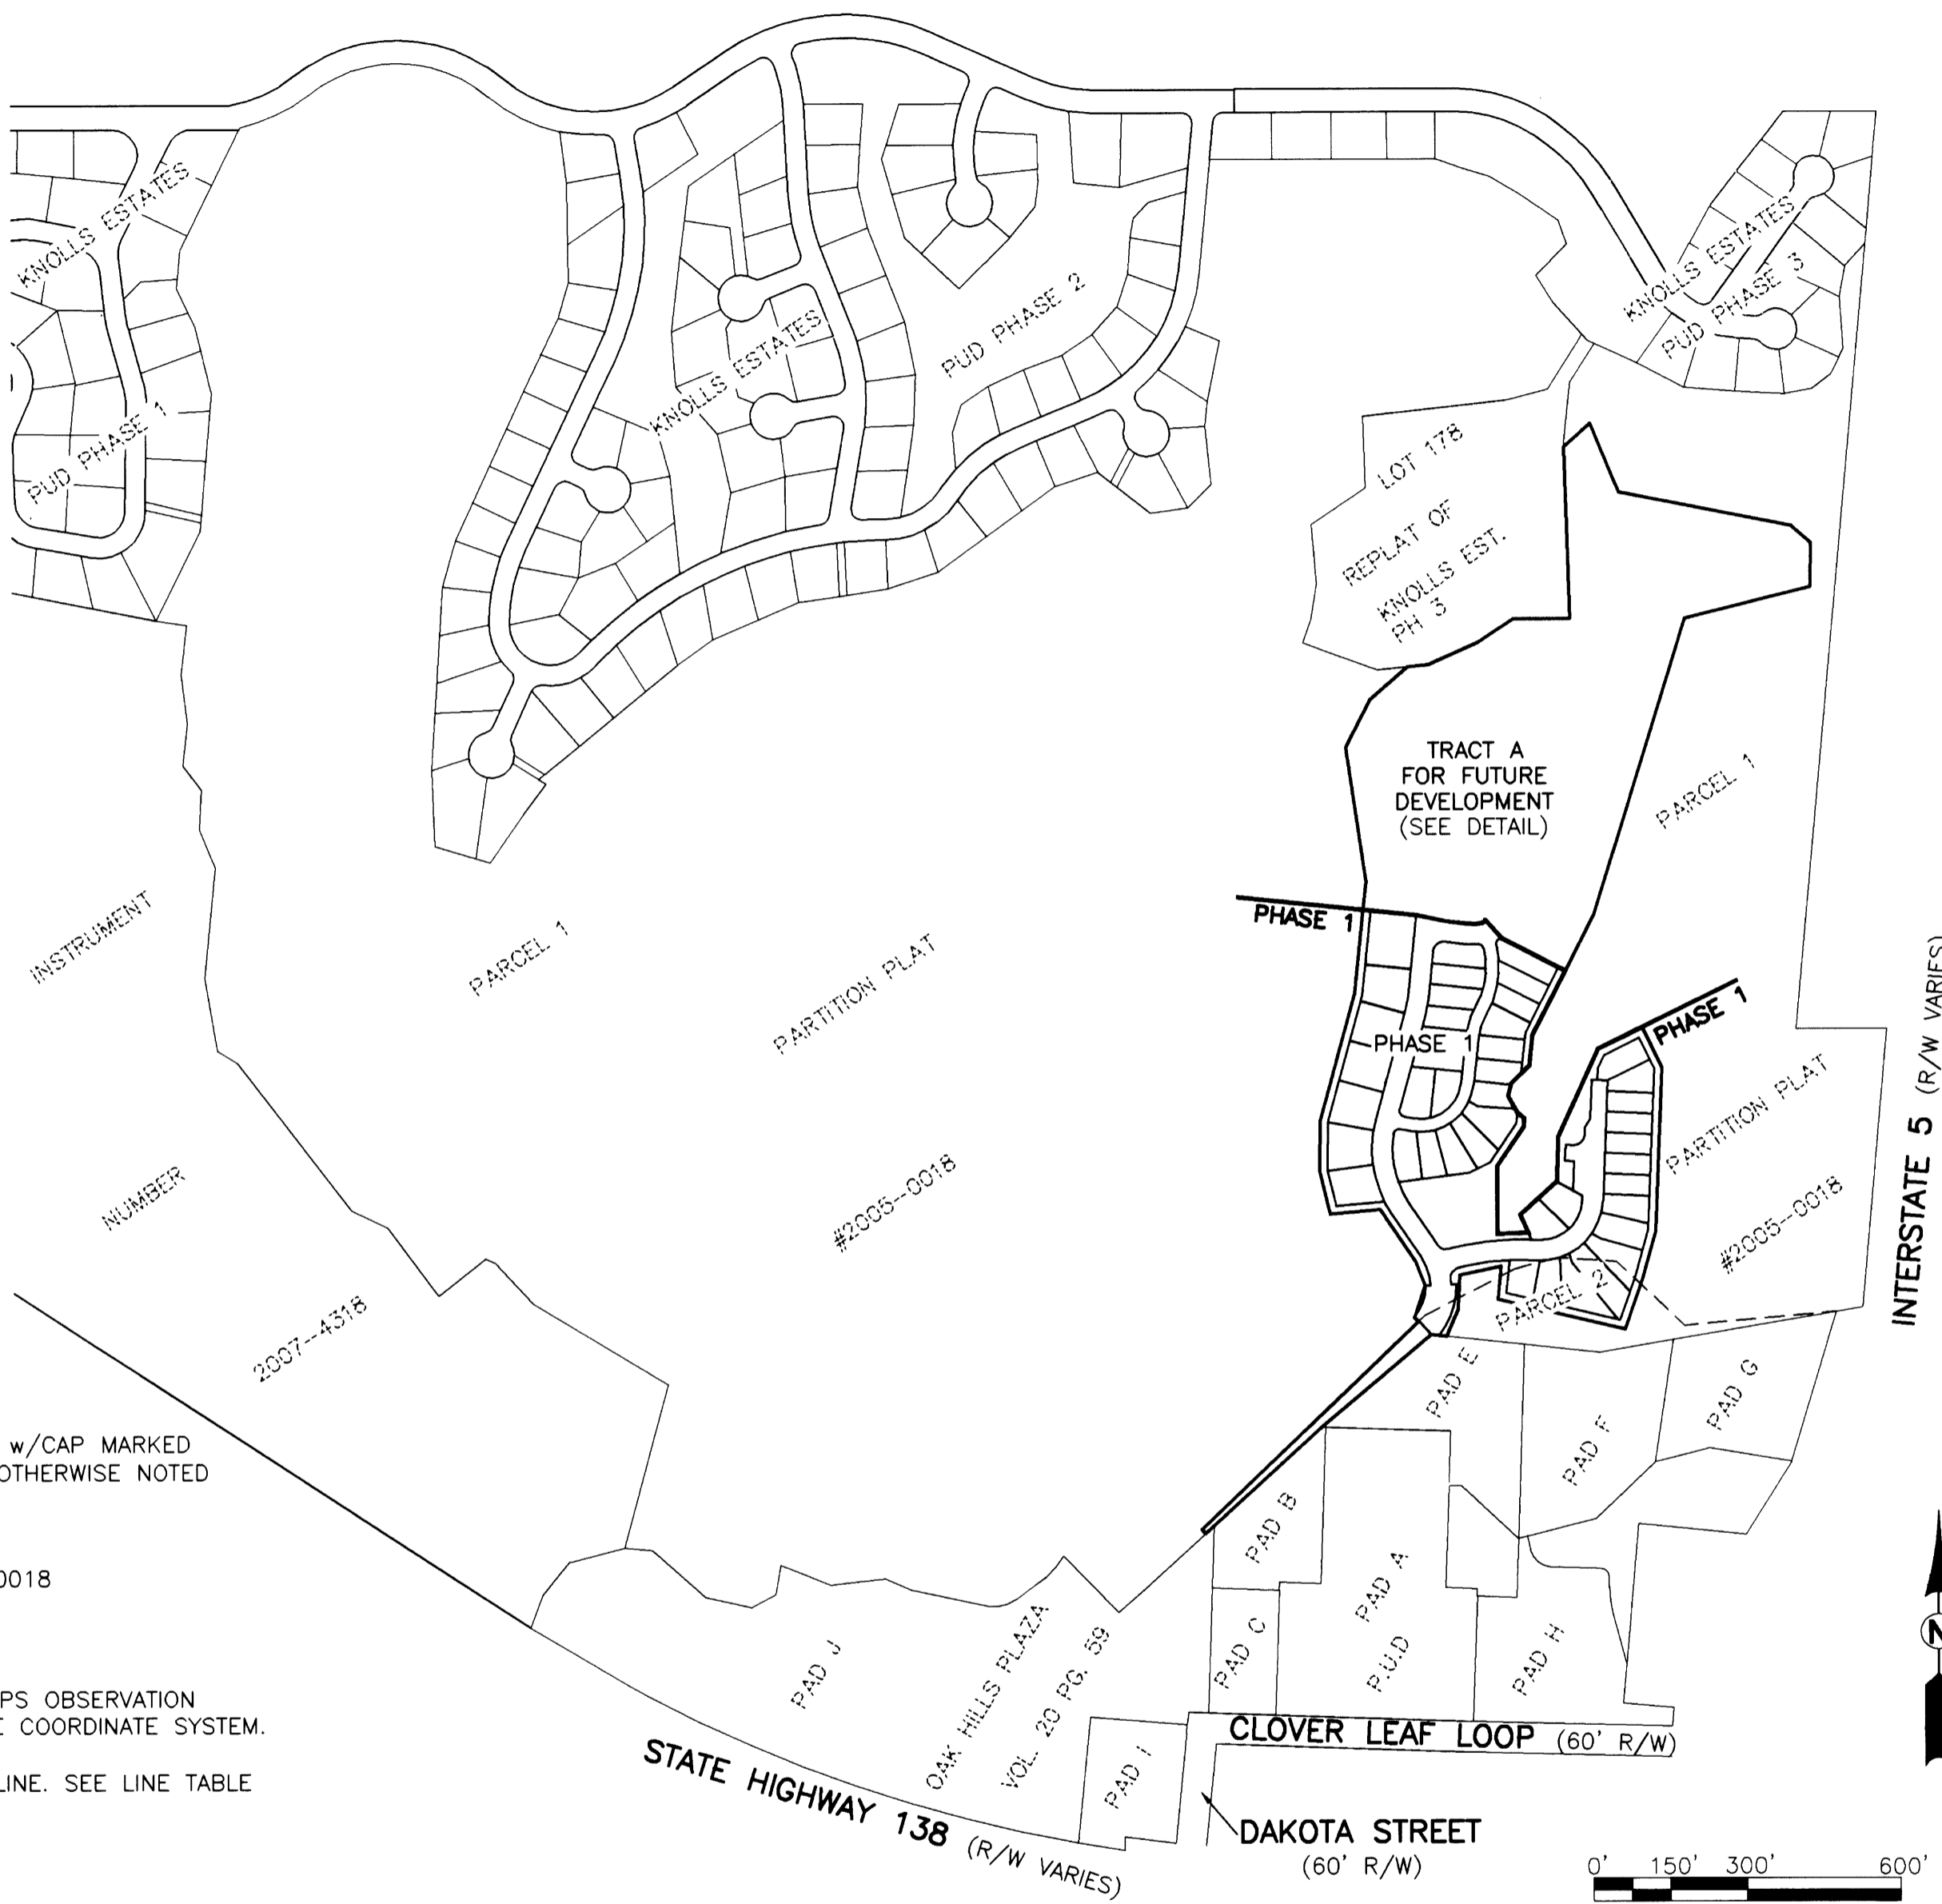 KNOLLS ESTATES
PUD PHASE 1
KNOLLS ESTATES
PUD PHASE 2
KNOLLS ESTATES
PUD PHASE 3
LOT 178
REPLAT OF
KNOLLS EST.
PH 3
TRACT A
FOR FUTURE
DEVELOPMENT
(SEE DETAIL)
PARCEL 1
PHASE 1
PHASE 1
PHASE 1
INSTRUMENT
NUMBER
2007--4318
PARCEL 1
PARTITION PLAT
#2005--0018
PARTITION PLAT
#2005--0018
PARCEL 2
INTERSTATE 5 (R/W VARIES)
PAD E
PAD F
PAD G
PAD B
PAD A
P.U.D
PAD C
PAD H
PAD J
OAK HILLS PLAZA
VOL. 20 PG. 59
PAD I
w/CAP MARKED
OTHERWISE NOTED
0018
PS OBSERVATION
E COORDINATE SYSTEM.
LINE. SEE LINE TABLE
STATE HIGHWAY 138 (R/W VARIES)
CLOVER LEAF LOOP (60' R/W)
DAKOTA STREET
(60' R/W)
N
0' 150' 300' 600'